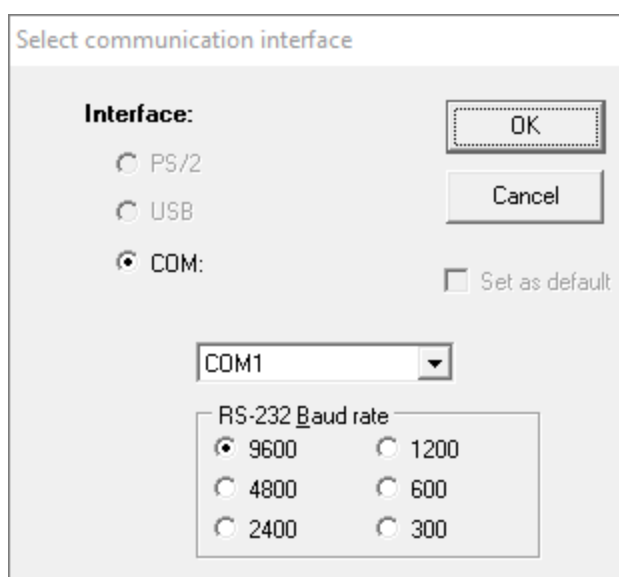 Select communication interface
Interface:
OK
PS/2
Cancel
USB
COM:
Set as default
COM1
RS-232 Baud rate
9600 1200
4800 600
2400 300